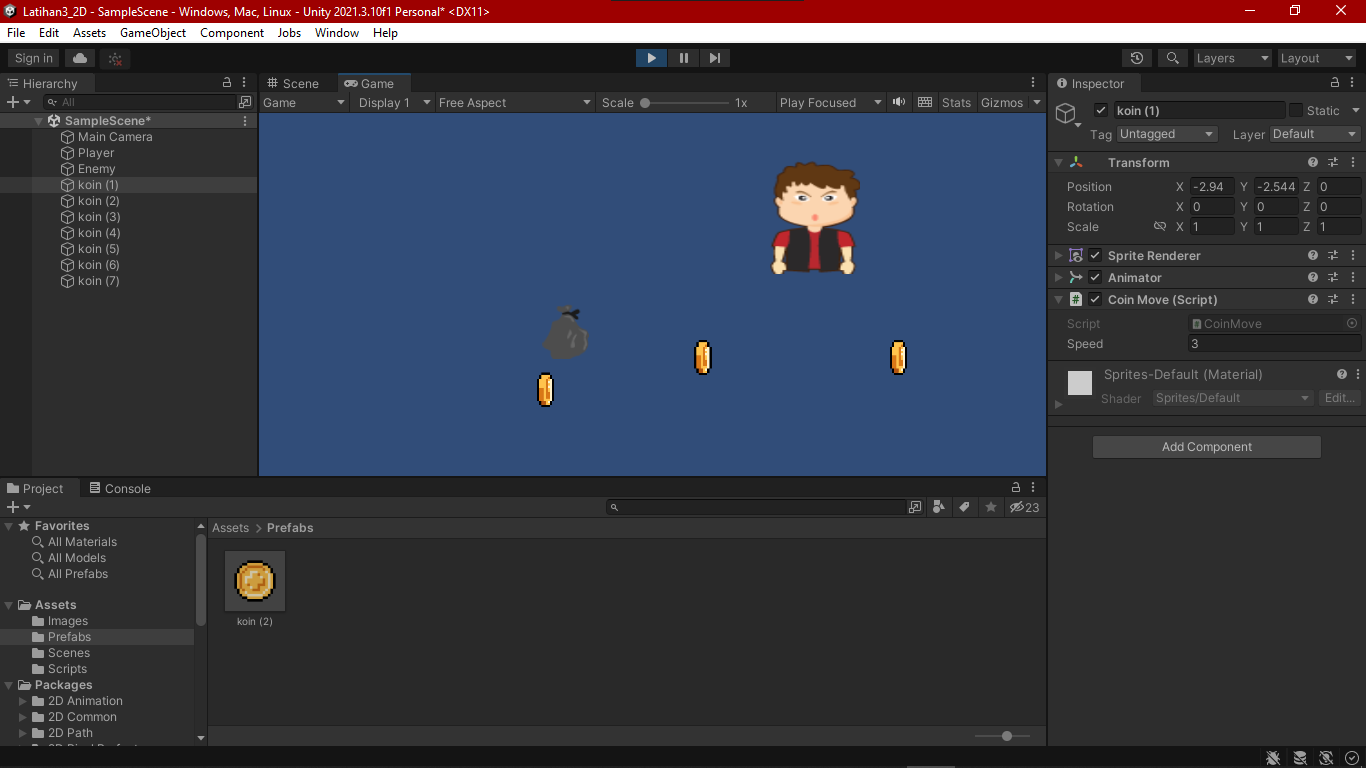 Latihan3_2D - SampleScene - Windows, Mac, Linux - Unity 2021.3.10f1 Personal* <DX11>
File Edit Assets GameObject Component Jobs Window Help
Sign in Layers Layout
Hierarchy
All
SampleScene*
Main Camera
Player
Enemy
koin (1)
koin (2)
koin (3)
koin (4)
koin (5)
koin (6)
koin (7)
Scene Game
Game Display 1 Free Aspect Scale 1x Play Focused Stats Gizmos
Inspector
koin (1) Static
Tag Untagged Layer Default
Transform
Position X -2.94 Y -2.544 Z 0
Rotation X 0 Y 0 Z 0
Scale X 1 Y 1 Z 1
Sprite Renderer
Animator
# Coin Move (Script)
Script CoinMove
Speed 3
Sprites-Default (Material)
Shader Sprites/Default Edit...
Add Component
Project Console
23
Favorites
All Materials
All Models
All Prefabs
Assets
Images
Prefabs
Scenes
Scripts
Packages
2D Animation
2D Common
2D Path
Assets > Prefabs
koin (2)